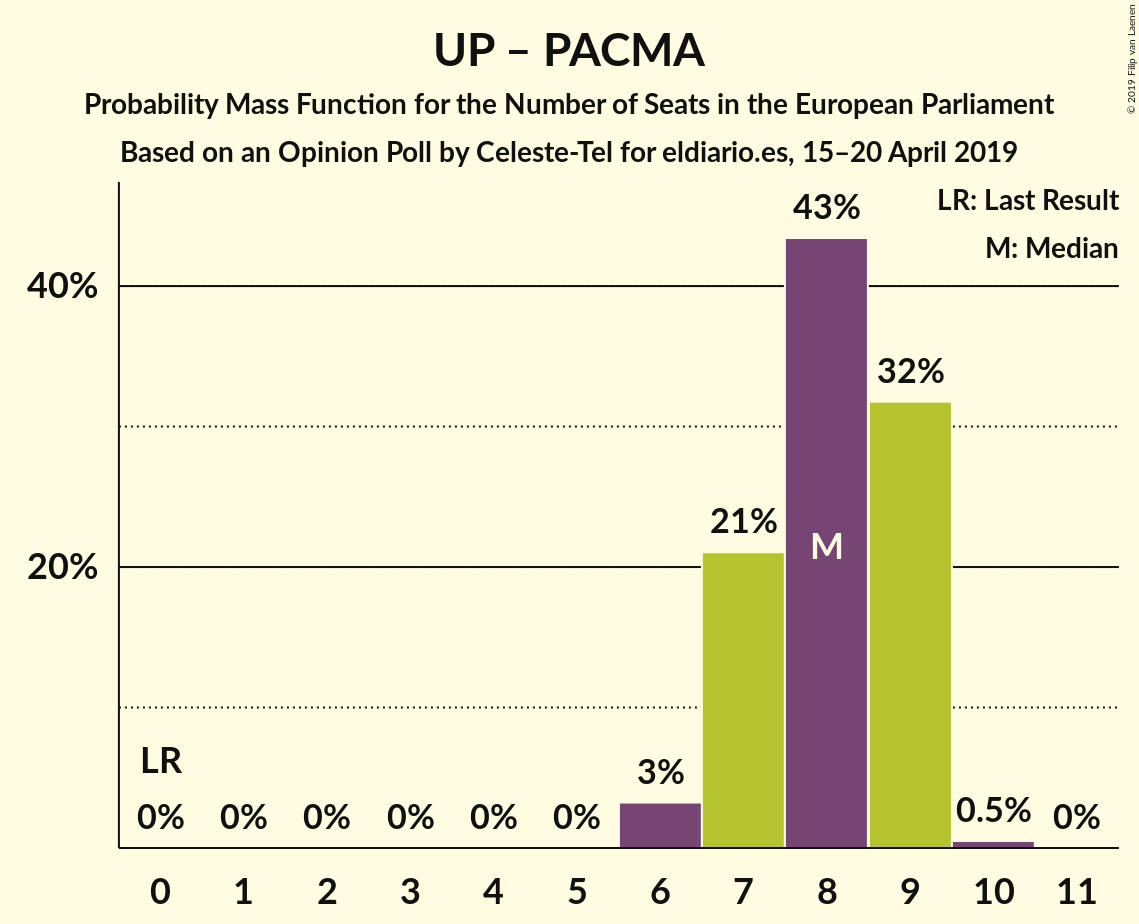 UP – PACMA
Probability Mass Function for the Number of Seats in the European Parliament
Based on an Opinion Poll by Celeste-Tel for eldiario.es, 15–20 April 2019
© 2019 Filip van Laenen
LR: Last Result
M: Median
43%
40%
32%
21%
M
20%
LR
3%
0% 0% 0% 0% 0% 0% 0.5% 0%
0 1 2 3 4 5 6 7 8 9 10 11